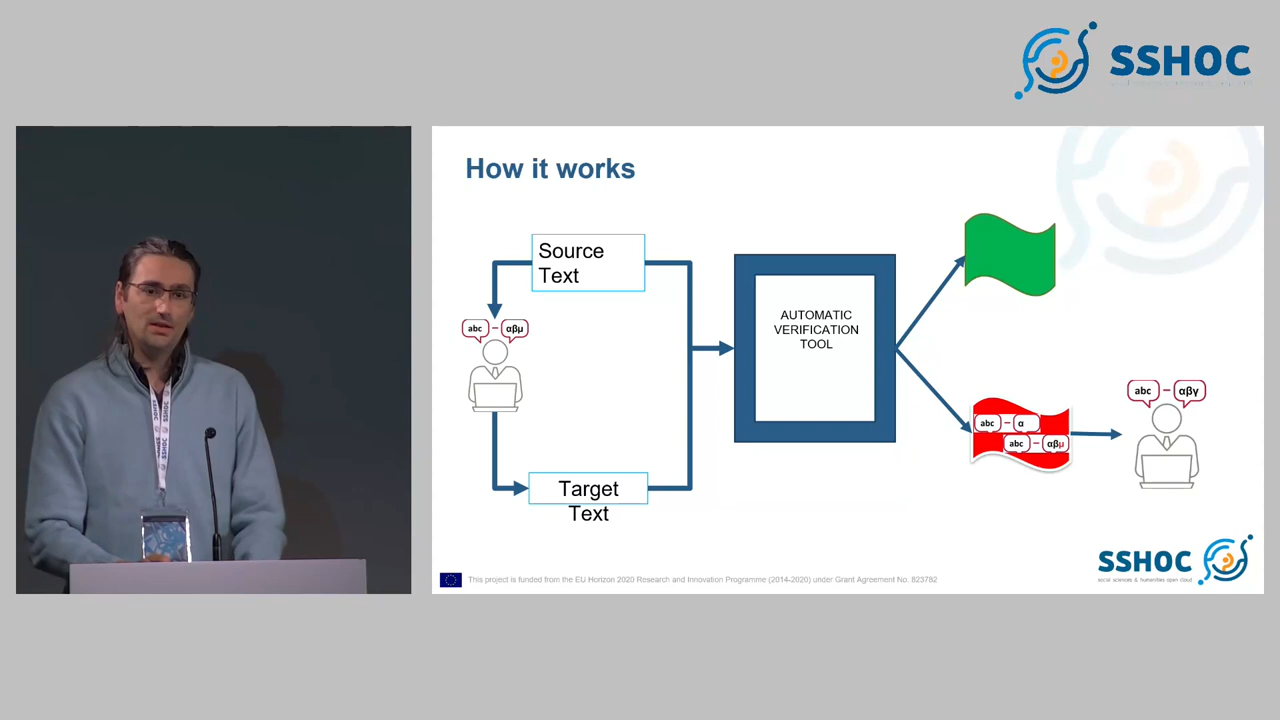 SSHOC
How it works
Source
Text
abc – αβμ
Target
Text
AUTOMATIC
VERIFICATION
TOOL
abc – α
abc – αβμ
abc – αβγ
SSHOC
SSHOC
social sciences & humanities open cloud
This project is funded from the EU Horizon 2020 Research and Innovation Programme (2014-2020) under Grant Agreement No. 823782